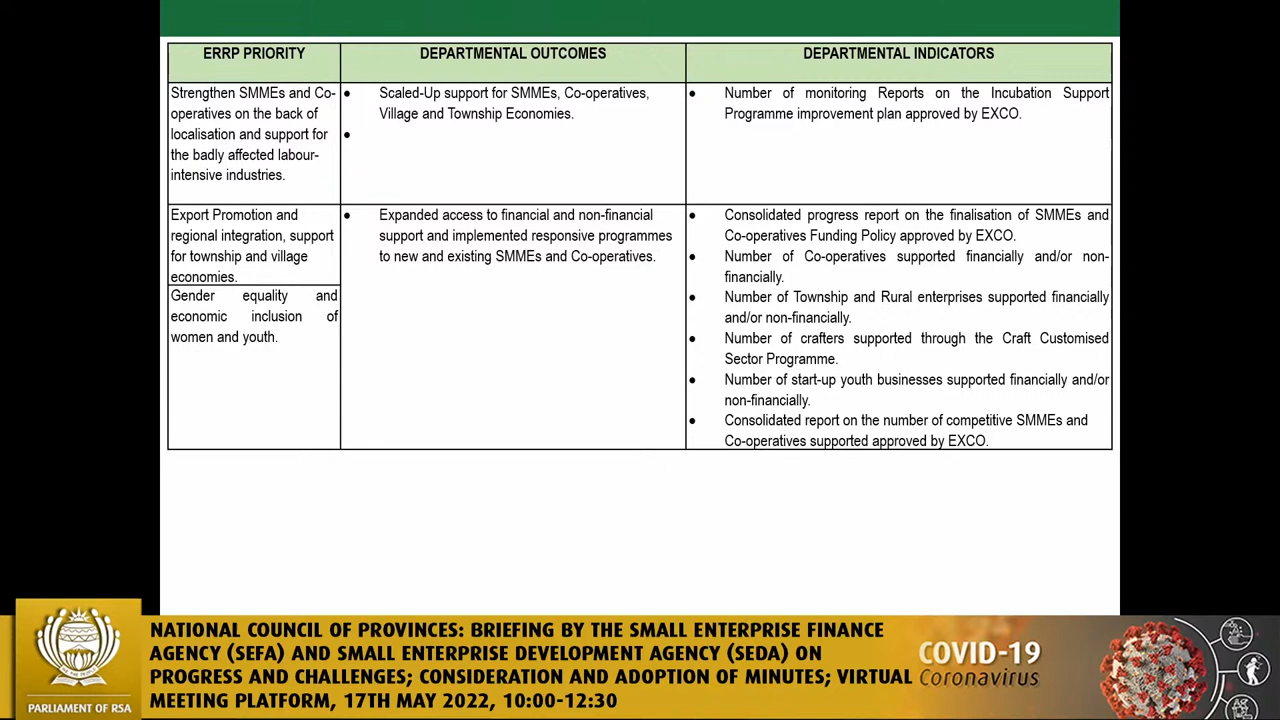 ERRP PRIORITY
DEPARTMENTAL OUTCOMES
DEPARTMENTAL INDICATORS
Strengthen SMMEs and Co-
operatives on the back of
localisation and support for
the badly affected labour-
intensive industries.
• Scaled-Up support for SMMEs, Co-operatives,
Village and Township Economies.
•
• Number of monitoring Reports on the Incubation Support
Programme improvement plan approved by EXCO.
Export Promotion and
regional integration, support
for township and village
economies.
Gender equality and
economic inclusion of
women and youth.
• Expanded access to financial and non-financial
support and implemented responsive programmes
to new and existing SMMEs and Co-operatives.
• Consolidated progress report on the finalisation of SMMEs and
Co-operatives Funding Policy approved by EXCO.
• Number of Co-operatives supported financially and/or non-
financially.
• Number of Township and Rural enterprises supported financially
and/or non-financially.
• Number of crafters supported through the Craft Customised
Sector Programme.
• Number of start-up youth businesses supported financially and/or
non-financially.
• Consolidated report on the number of competitive SMMEs and
Co-operatives supported approved by EXCO.
PARLIAMENT OF RSA
NATIONAL COUNCIL OF PROVINCES: BRIEFING BY THE SMALL ENTERPRISE FINANCE
AGENCY (SEFA) AND SMALL ENTERPRISE DEVELOPMENT AGENCY (SEDA) ON
PROGRESS AND CHALLENGES; CONSIDERATION AND ADOPTION OF MINUTES; VIRTUAL
MEETING PLATFORM, 17TH MAY 2022, 10:00-12:30
COVID-19
Coronavirus